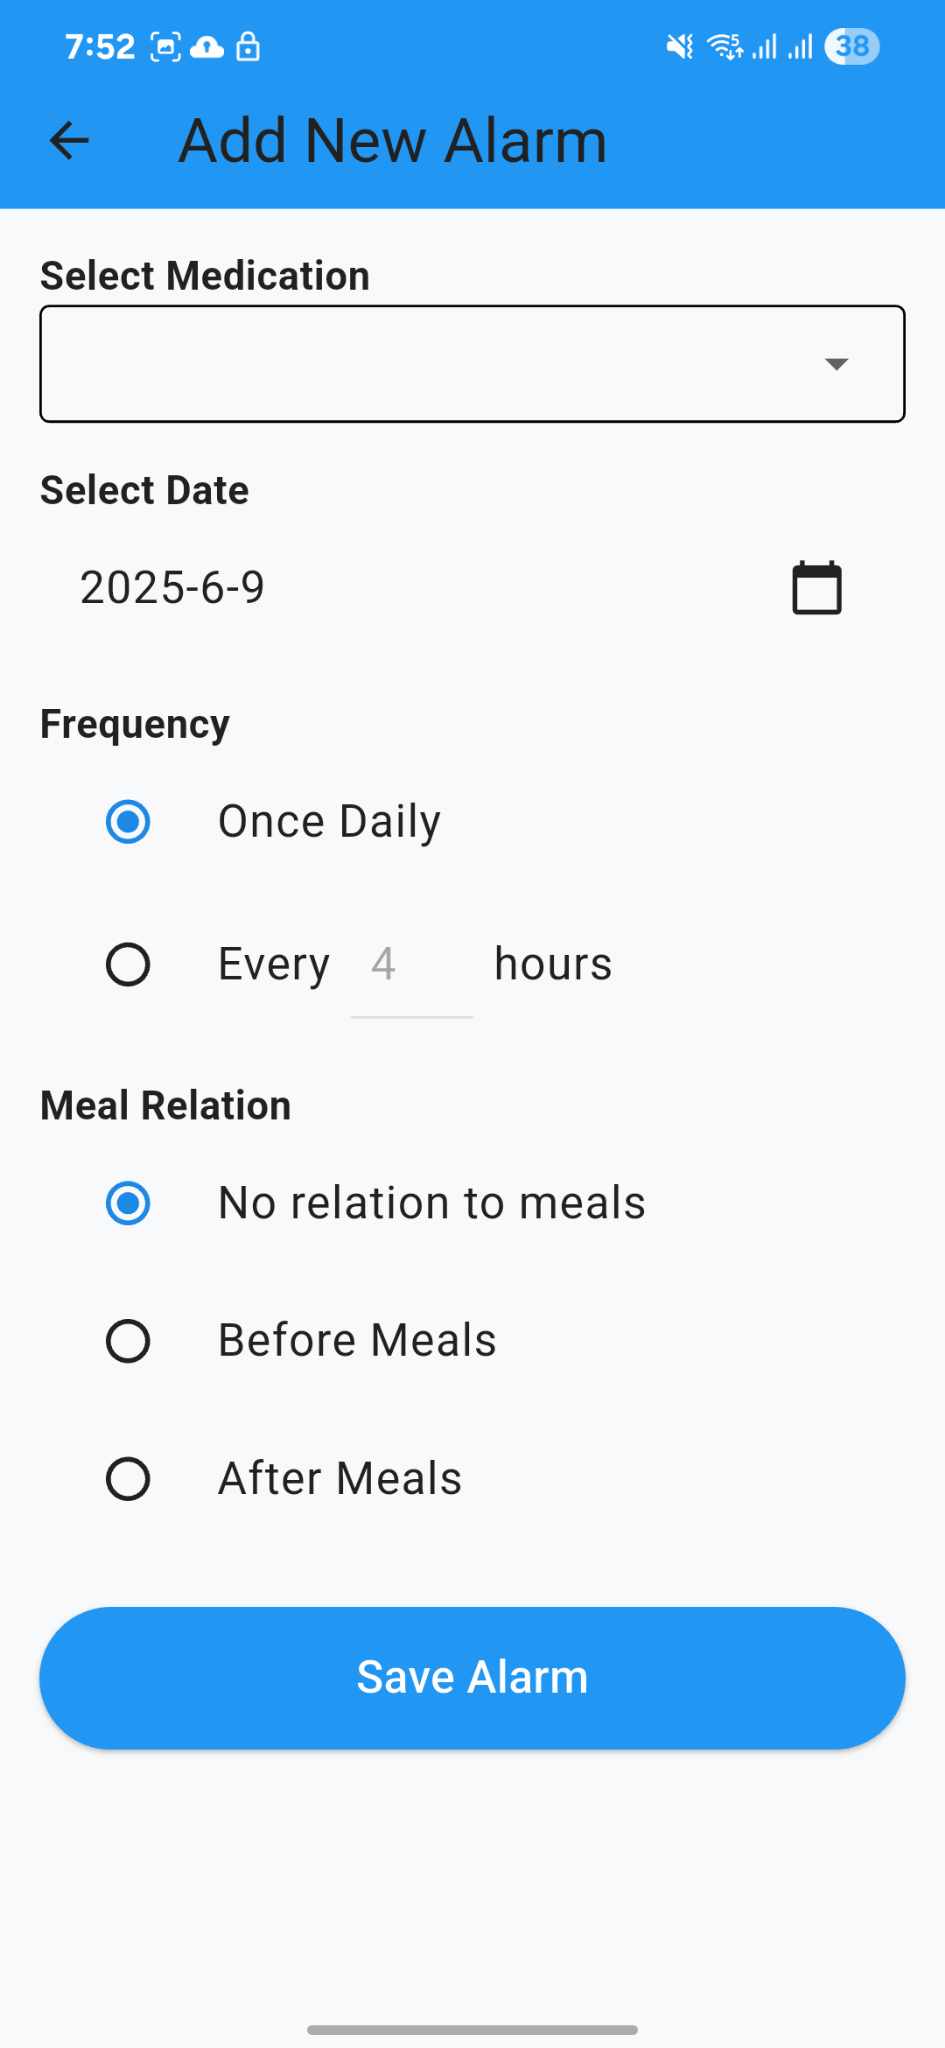 7:52 5 38
Add New Alarm
Select Medication
Select Date
2025-6-9
Frequency
Once Daily
Every 4 hours
Meal Relation
No relation to meals
Before Meals
After Meals
Save Alarm